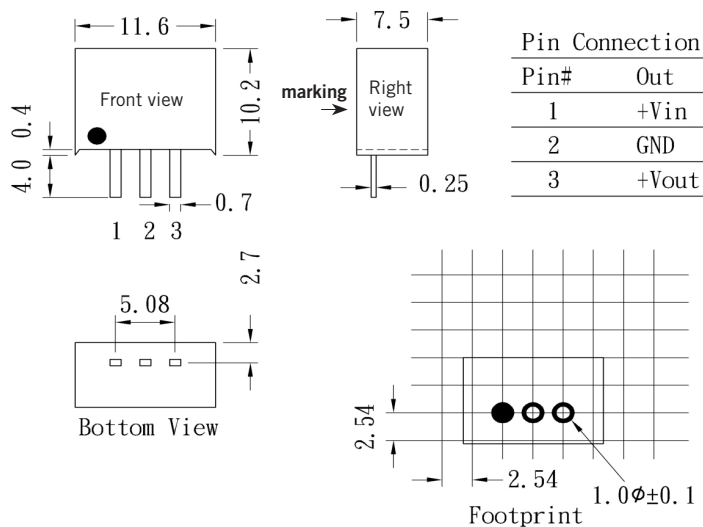 11.6
7.5
Pin Connection
Pin# Out
1 +Vin
2 GND
3 +Vout
Front view
10.2
marking
Right
view
0.4
4.0
0.7
0.25
1 2 3
2.7
5.08
Bottom View
2.54
2.54
1.0ϕ±0.1
Footprint